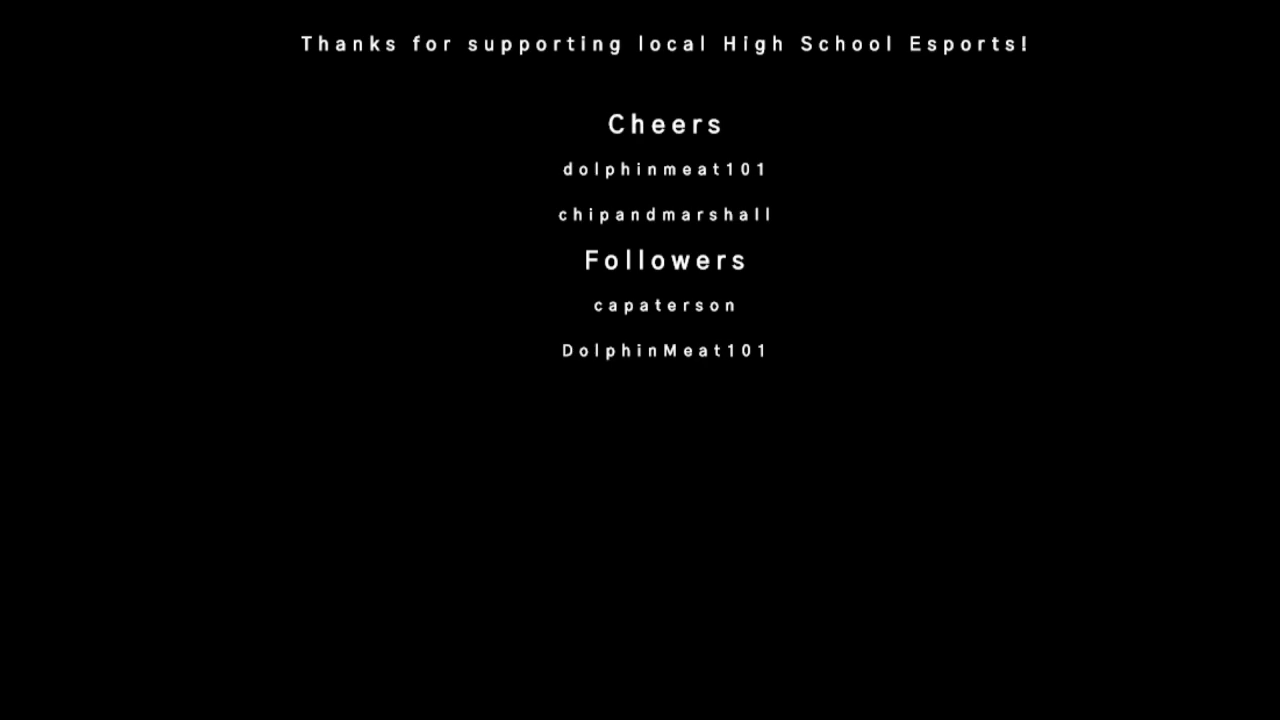 Thanks for supporting local High School Esports!
Cheers
dolphinmeat101
chipandmarshall
Followers
capaterson
DolphinMeat101